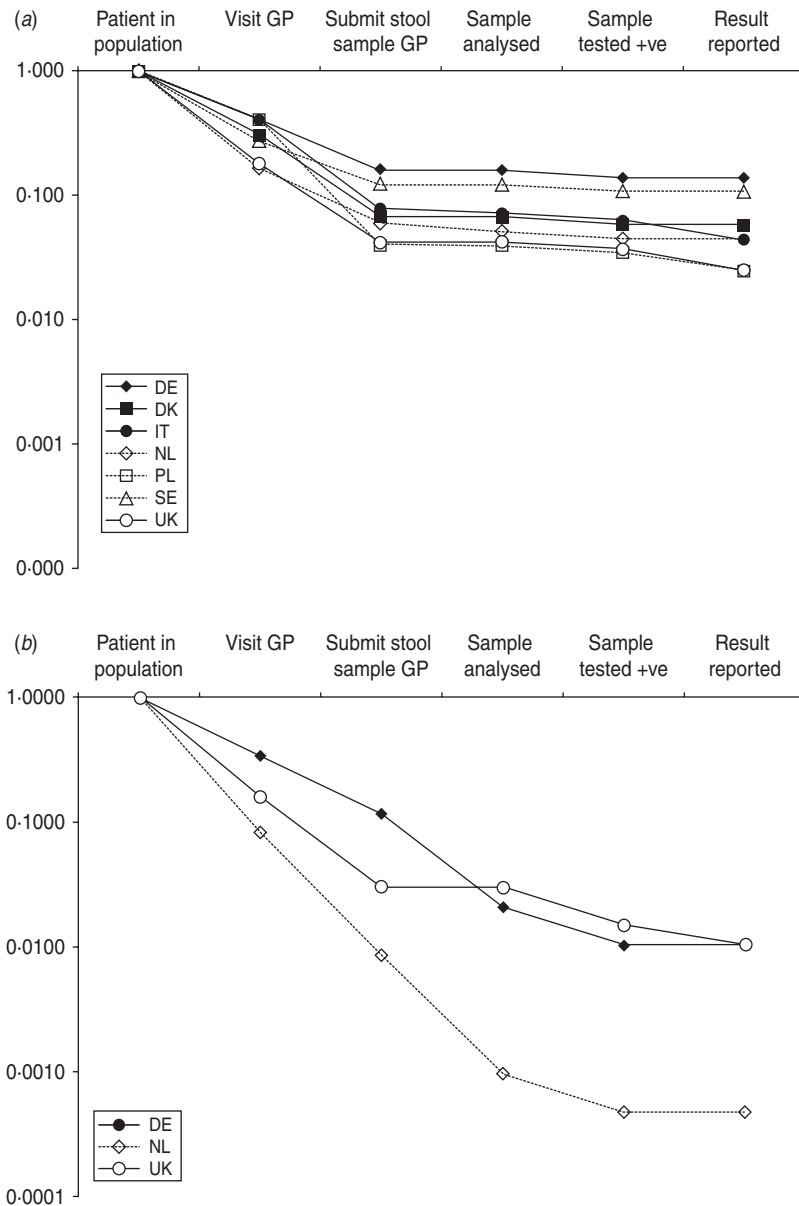 (a)
Patient in population
Visit GP
Submit stool sample GP
Sample analysed
Sample tested +ve
Result reported
1·000
0·100
0·010
0·001
0·000
DE
DK
IT
NL
PL
SE
UK
(b)
Patient in population
Visit GP
Submit stool sample GP
Sample analysed
Sample tested +ve
Result reported
1·0000
0·1000
0·0100
0·0010
0·0001
DE
NL
UK